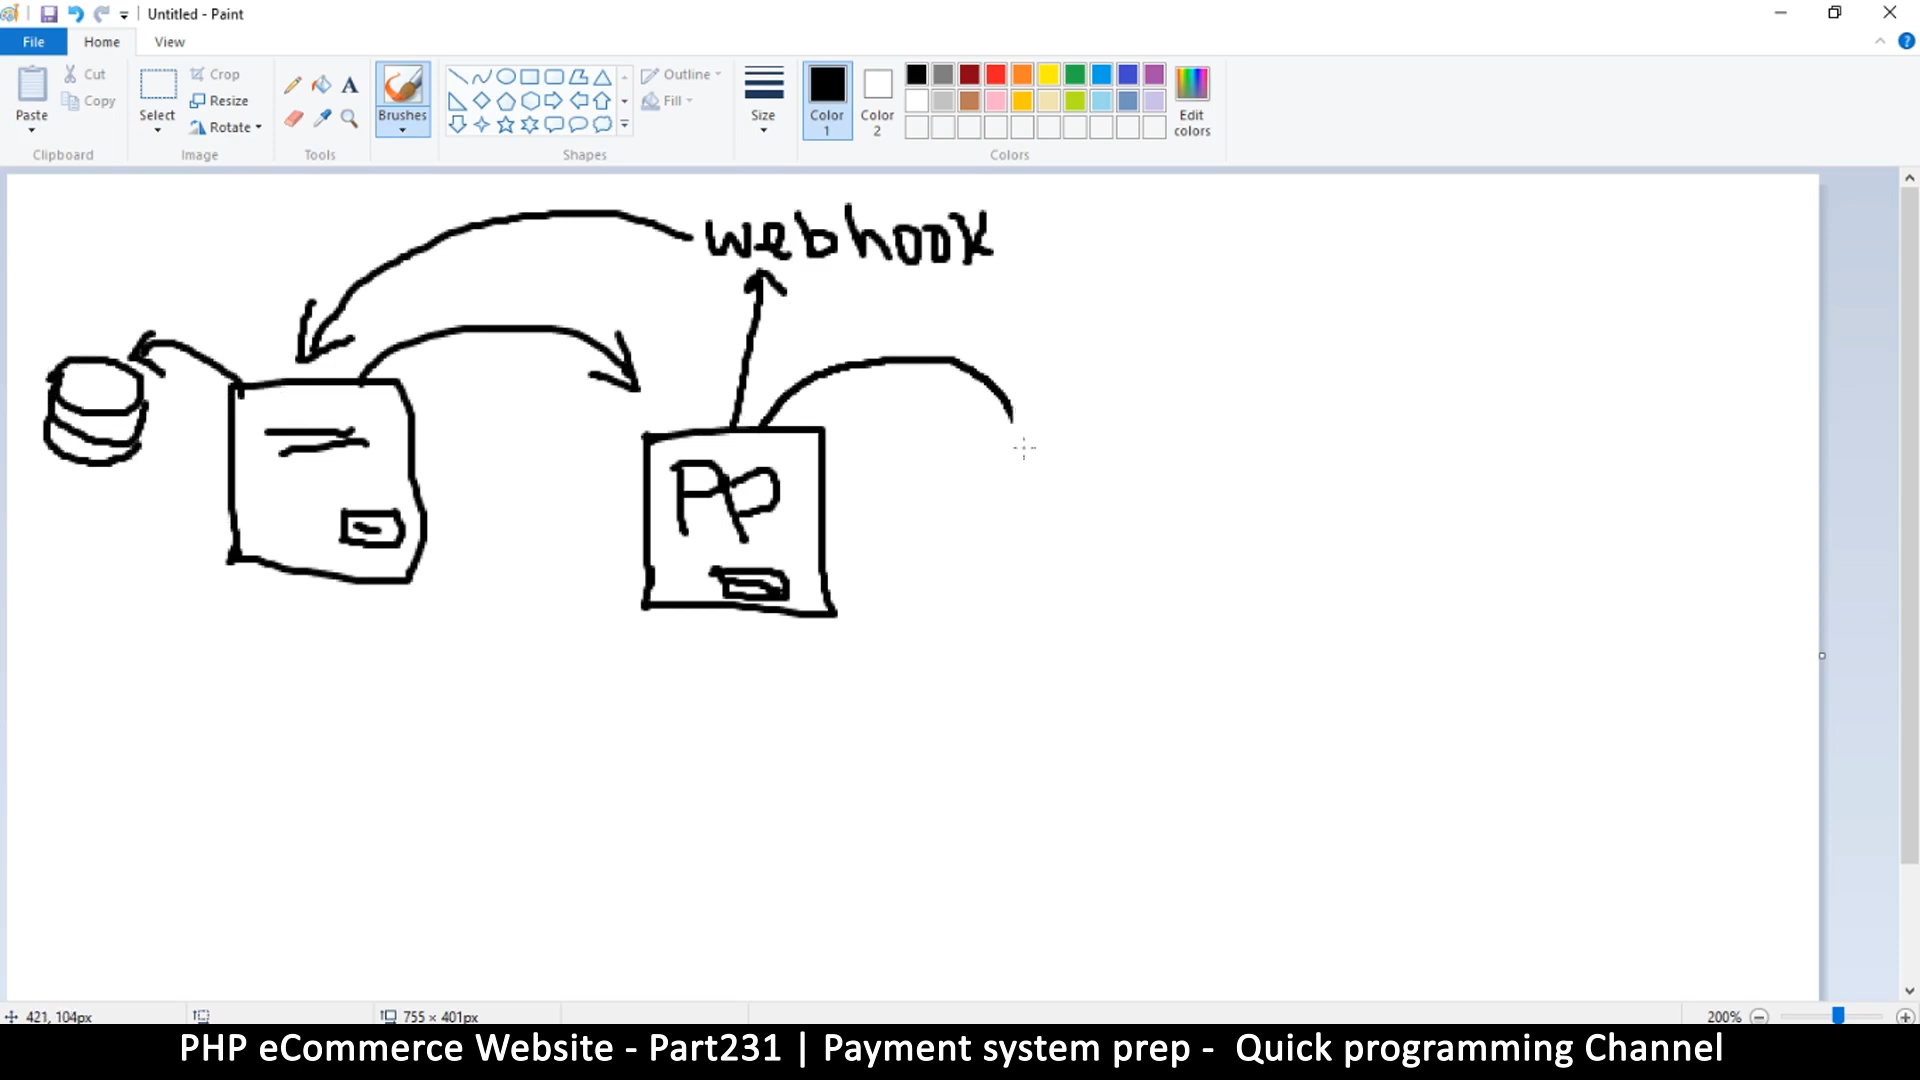 Untitled - Paint
File Home View
Paste
Cut
Copy
Clipboard
Select
Crop
Resize
Rotate
Image
Tools
Brushes
Shapes
Outline
Fill
Size
Color 1
Color 2
Edit colors
Colors
webhook
PP
421, 104px
755 × 401px
200%
PHP eCommerce Website - Part231 | Payment system prep - Quick programming Channel